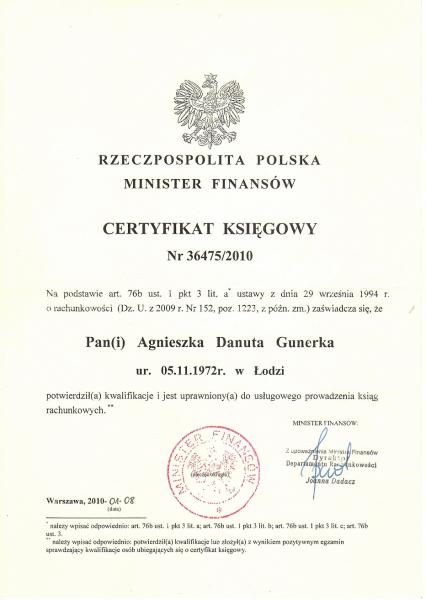 RZECZPOSPOLITA POLSKA
MINISTER FINANSÓW
CERTYFIKAT KSIĘGOWY
Nr 36475/2010
Na podstawie art. 76b ust. 1 pkt 3 lit. a* ustawy z dnia 29 września 1994 r.
o rachunkowości (Dz. U. z 2009 r. Nr 152, poz. 1223, z późn. zm.) zaświadcza się, że
Pan(i) Agnieszka Danuta Gunerka
ur. 05.11.1972r. w Łodzi
potwierdził(a) kwalifikacje i jest uprawniony(a) do usługowego prowadzenia ksiąg
rachunkowych.**
MINISTER FINANSÓW:
MINISTER FINANSÓW
Z upoważnienia Ministra Finansów
Dyrektor
Departamentu Rachunkowości
Joanna Dadacz
Warszawa, 2010-01-08
(data)
* należy wpisać odpowiednio: art. 76b ust. 1 pkt 3 lit. a; art. 76b ust. 1 pkt 3 lit. b; art. 76b ust. 1 pkt 3 lit. c; art. 76b
ust. 3.
** należy wpisać odpowiednio: potwierdził(a) kwalifikacje lub złożył(a) z wynikiem pozytywnym egzamin
sprawdzający kwalifikacje osób ubiegających się o certyfikat księgowy.